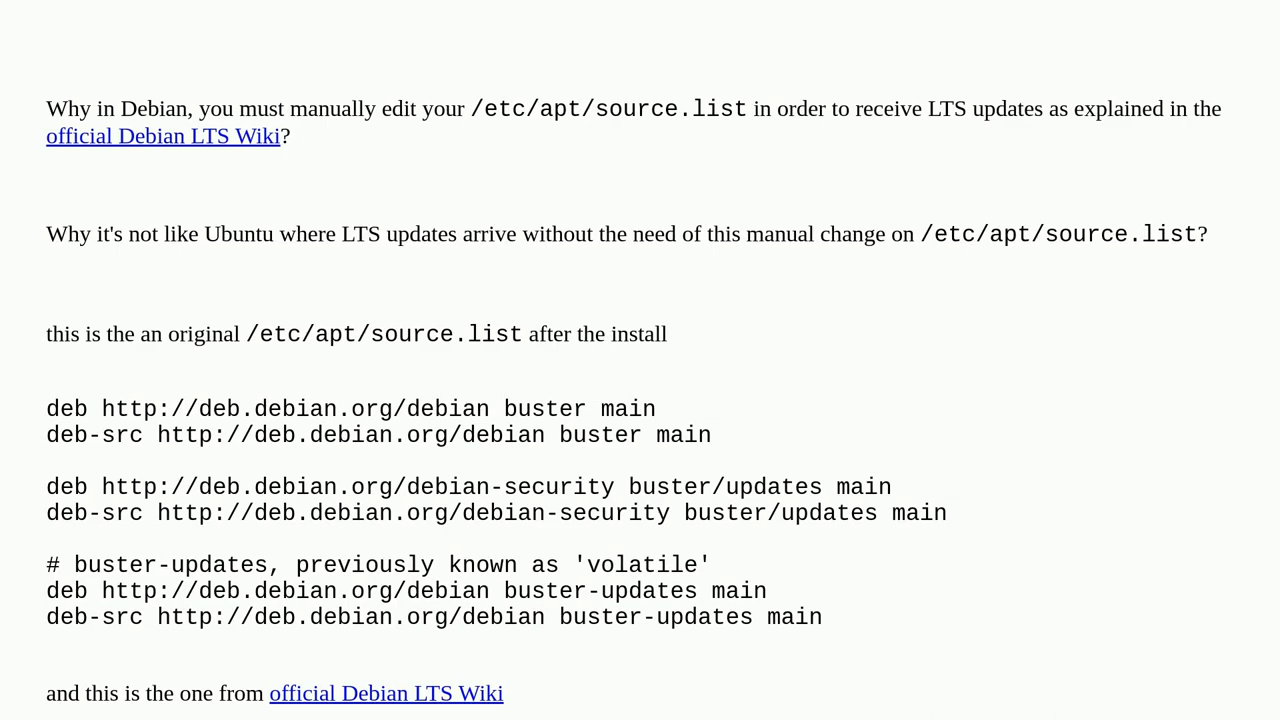 Why in Debian, you must manually edit your /etc/apt/source.list in order to receive LTS updates as explained in the
official Debian LTS Wiki?
Why it's not like Ubuntu where LTS updates arrive without the need of this manual change on /etc/apt/source.list?
this is the an original /etc/apt/source.list after the install
deb http://deb.debian.org/debian buster main
deb-src http://deb.debian.org/debian buster main
deb http://deb.debian.org/debian-security buster/updates main
deb-src http://deb.debian.org/debian-security buster/updates main
# buster-updates, previously known as 'volatile'
deb http://deb.debian.org/debian buster-updates main
deb-src http://deb.debian.org/debian buster-updates main
and this is the one from official Debian LTS Wiki